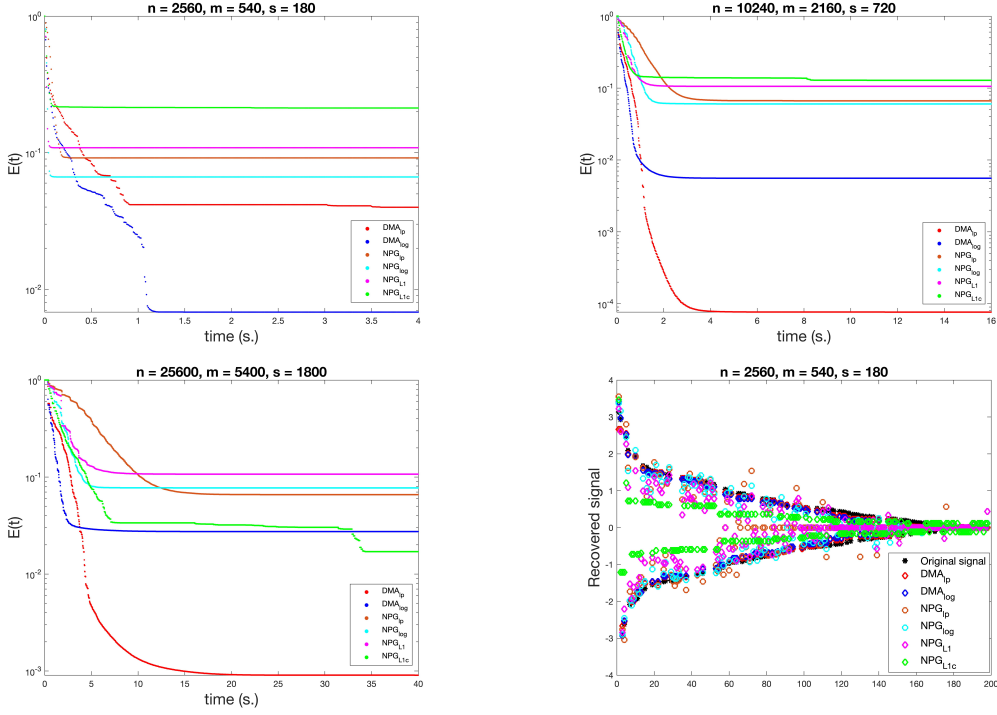 n = 2560, m = 540, s = 180
10^0
10^-1
10^-2
E(t)
0 0.5 1 1.5 2 2.5 3 3.5 4
time (s.)
DMA_lp
DMA_log
NPG_lp
NPG_log
NPG_L1
NPG_L1c
n = 10240, m = 2160, s = 720
10^0
10^-1
10^-2
10^-3
10^-4
E(t)
0 2 4 6 8 10 12 14 16
time (s.)
DMA_lp
DMA_log
NPG_lp
NPG_log
NPG_L1
NPG_L1c
n = 25600, m = 5400, s = 1800
10^0
10^-1
10^-2
10^-3
E(t)
0 5 10 15 20 25 30 35 40
time (s.)
DMA_lp
DMA_log
NPG_lp
NPG_log
NPG_L1
NPG_L1c
n = 2560, m = 540, s = 180
4
3
2
1
0
-1
-2
-3
-4
Recovered signal
0 20 40 60 80 100 120 140 160 180 200
Original signal
DMA_lp
DMA_log
NPG_lp
NPG_log
NPG_L1
NPG_L1c